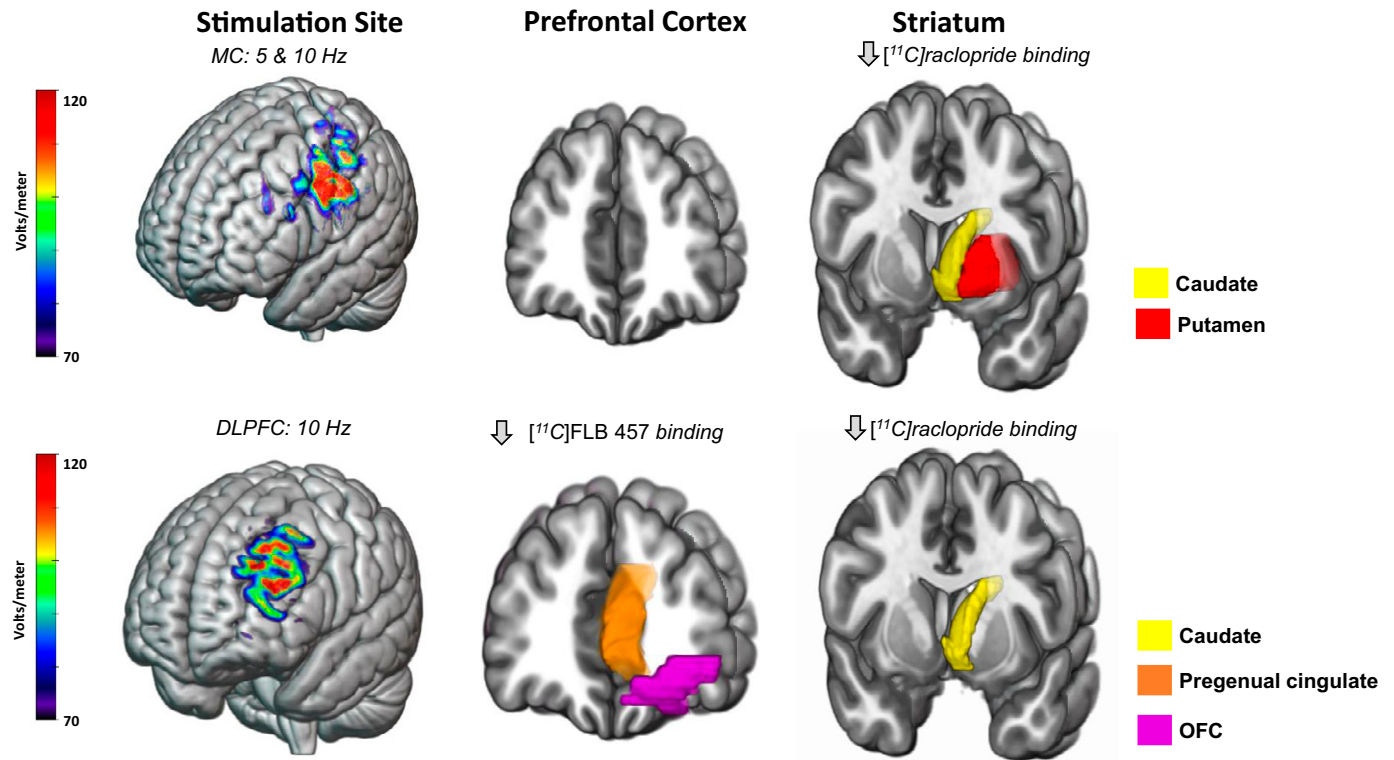 Stimulation Site
Prefrontal Cortex
Striatum
MC: 5 & 10 Hz
[¹¹C]raclopride binding
120
Volts/meter
70
Caudate
Putamen
DLPFC: 10 Hz
[¹¹C]FLB 457 binding
[¹¹C]raclopride binding
120
Volts/meter
70
Caudate
Pregenual cingulate
OFC